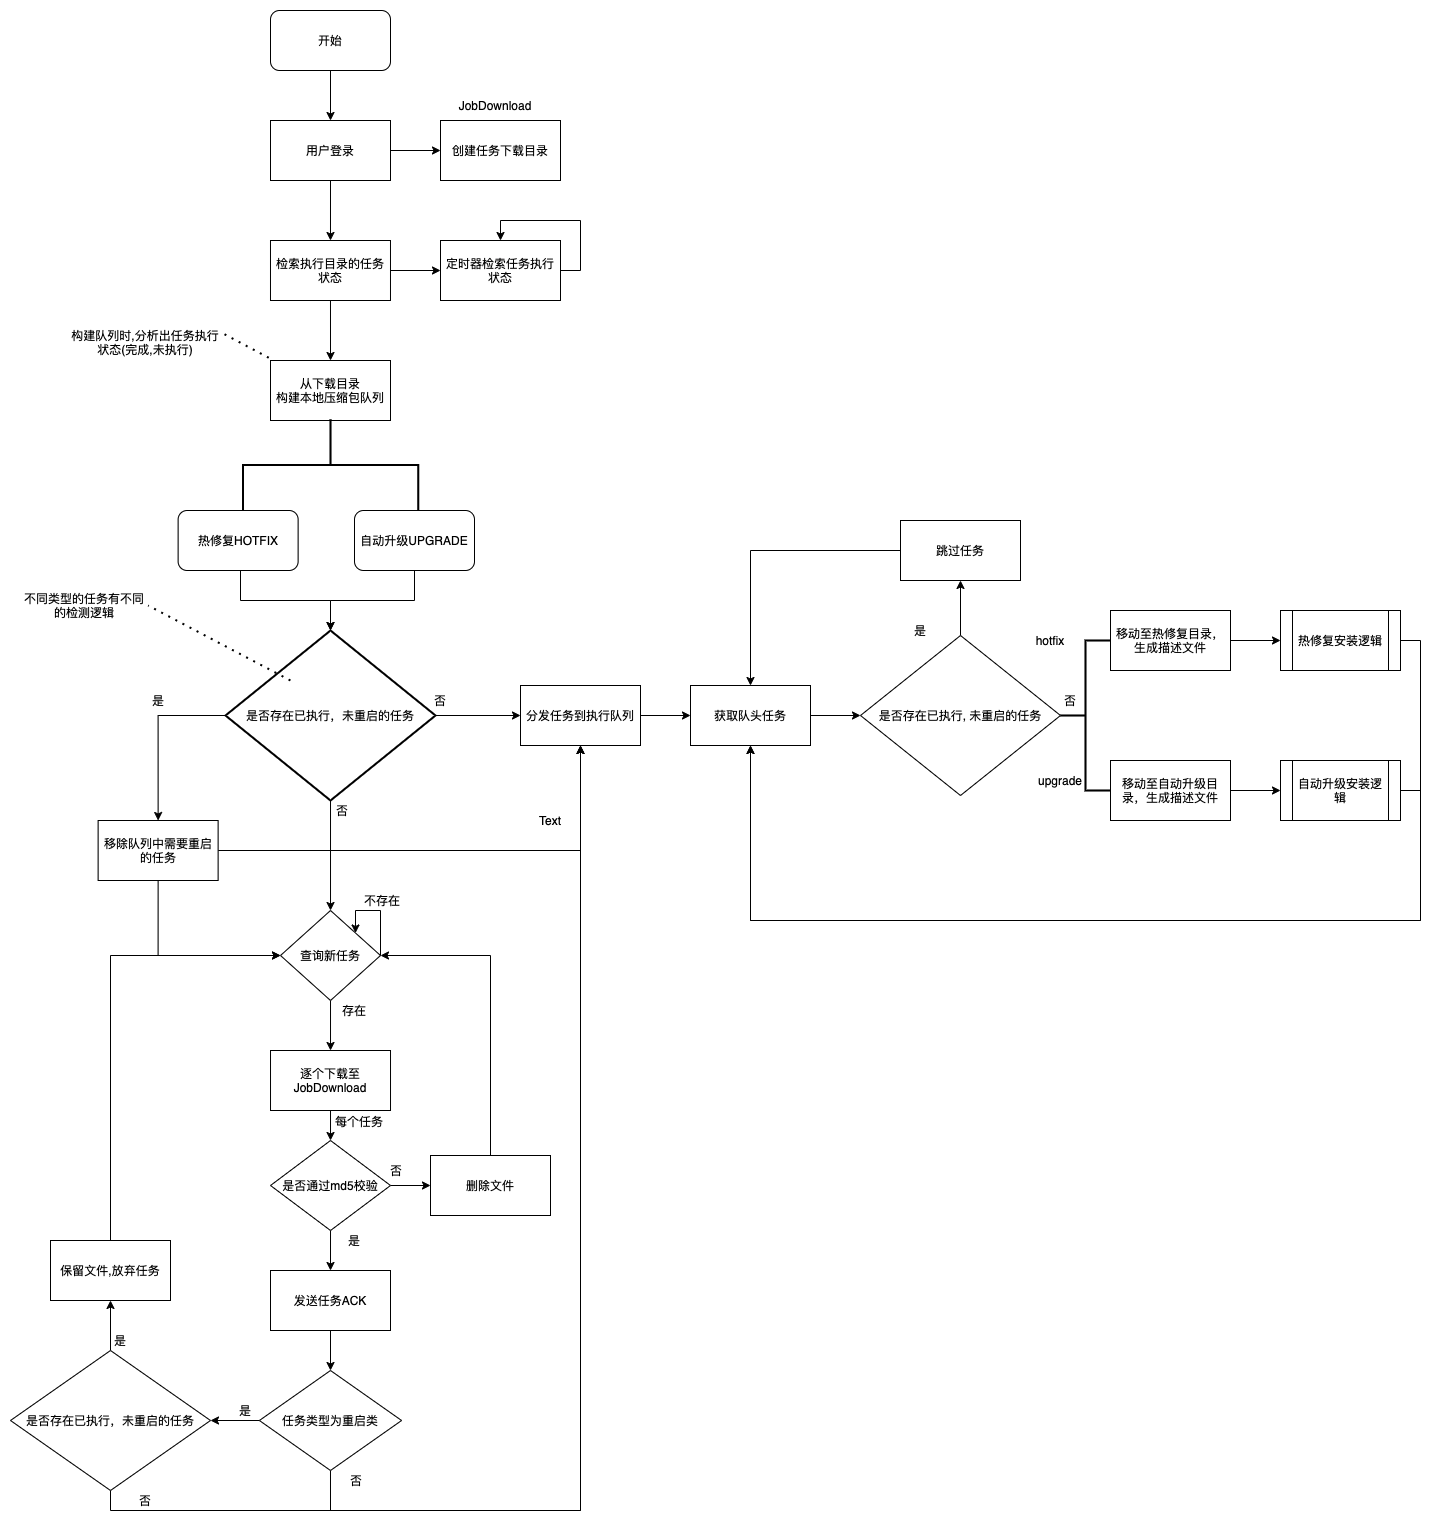 开始
JobDownload
用户登录
创建任务下载目录
检索执行目录的任务
状态
定时器检索任务执行
状态
构建队列时,分析出任务执行
状态(完成,未执行)
从下载目录
构建本地压缩包队列
热修复HOTFIX
自动升级UPGRADE
不同类型的任务有不同
的检测逻辑
是
是否存在已执行，未重启的任务
否
否
分发任务到执行队列
获取队头任务
跳过任务
是
是否存在已执行, 未重启的任务
否
hotfix
移动至热修复目录，
生成描述文件
热修复安装逻辑
upgrade
移动至自动升级目
录，生成描述文件
自动升级安装逻
辑
移除队列中需要重启
的任务
Text
不存在
查询新任务
存在
逐个下载至
JobDownload
每个任务
是否通过md5校验
否
删除文件
是
保留文件,放弃任务
发送任务ACK
是
是否存在已执行，未重启的任务
是
任务类型为重启类
否
否